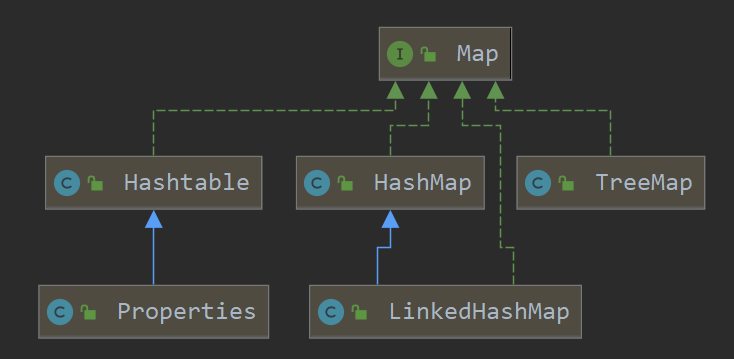 I Map
C Hashtable
C HashMap
C TreeMap
C Properties
C LinkedHashMap